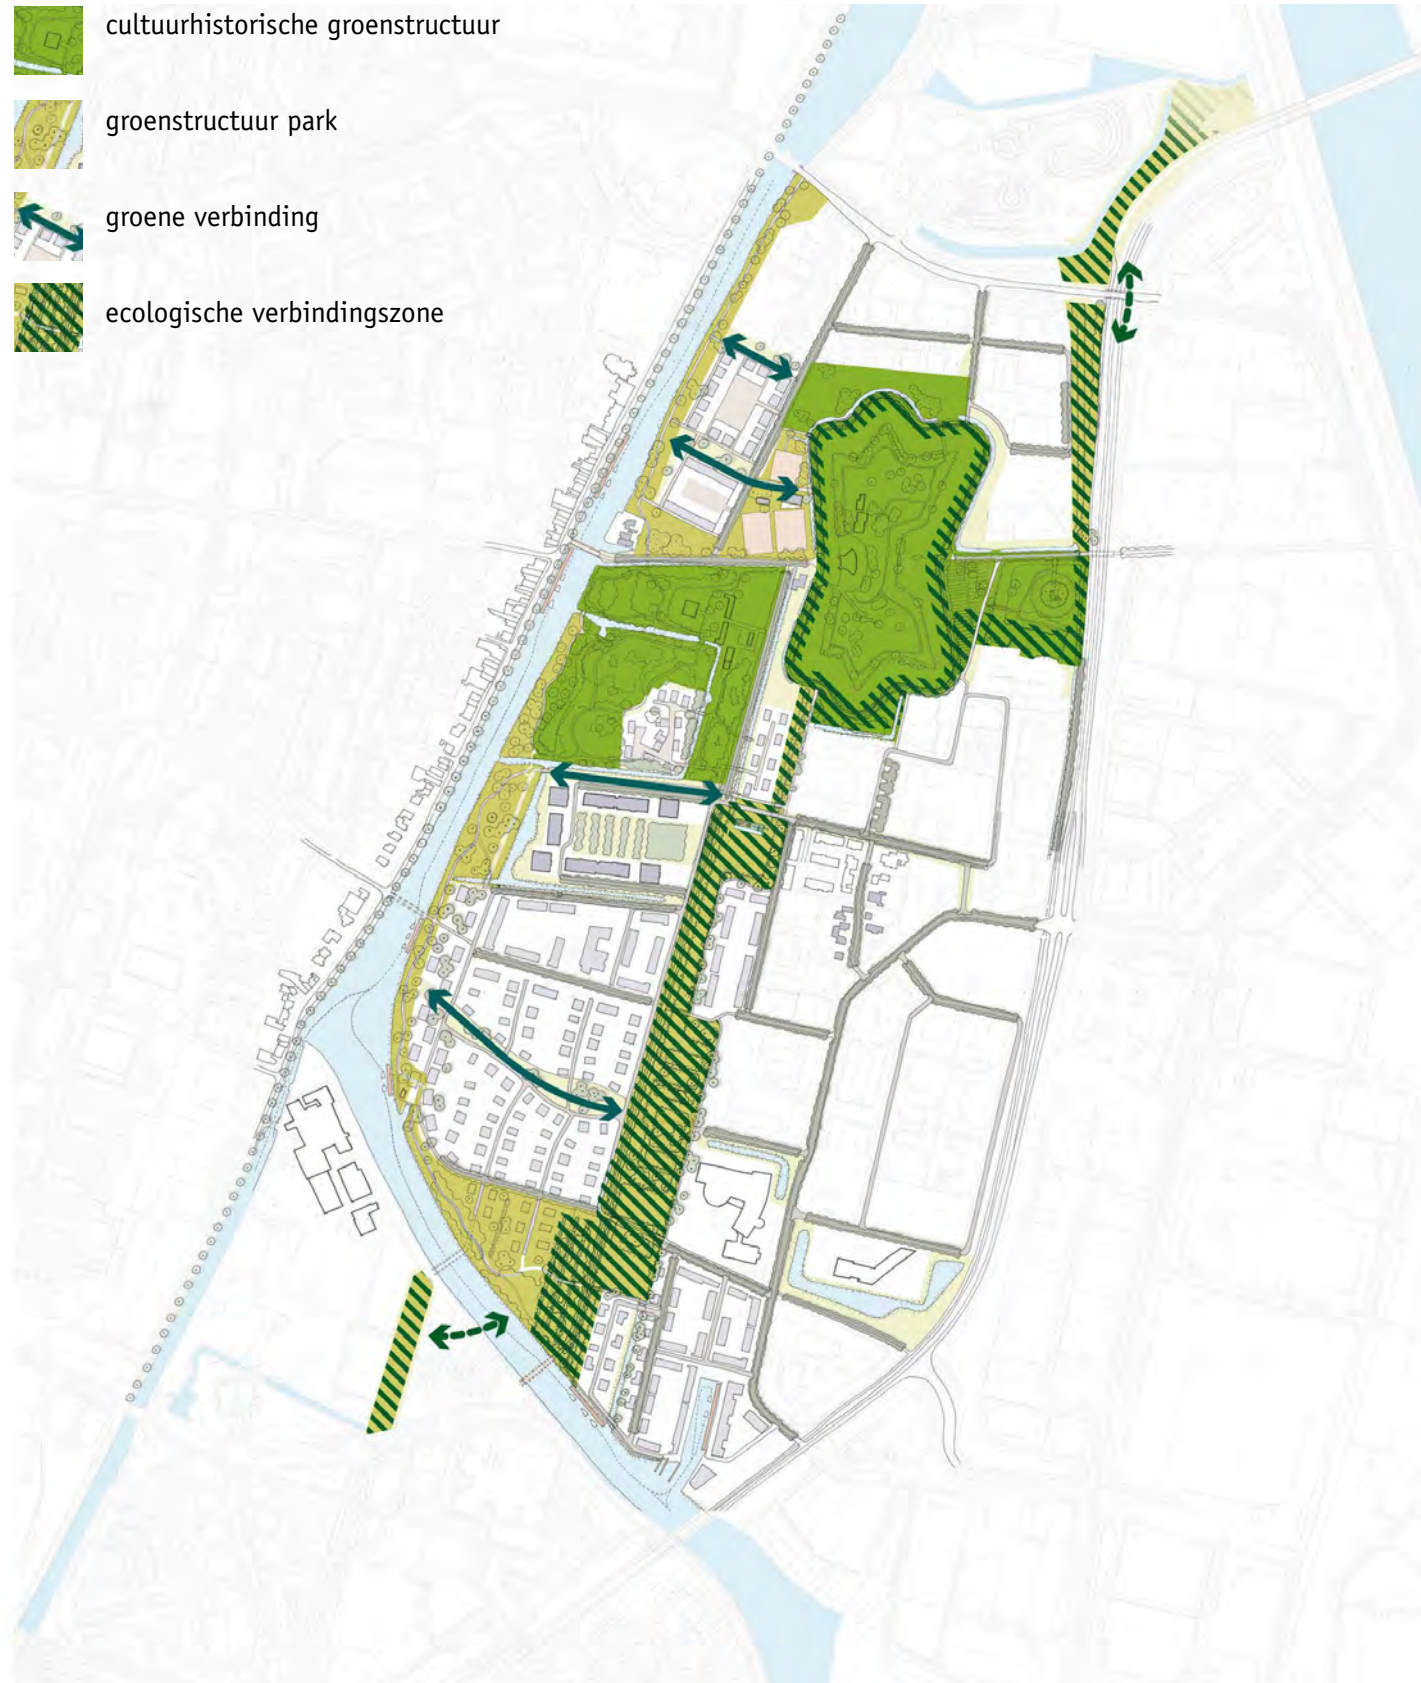 cultuurhistorische groenstructuur
groenstructuur park
groene verbinding
ecologische verbindingszone